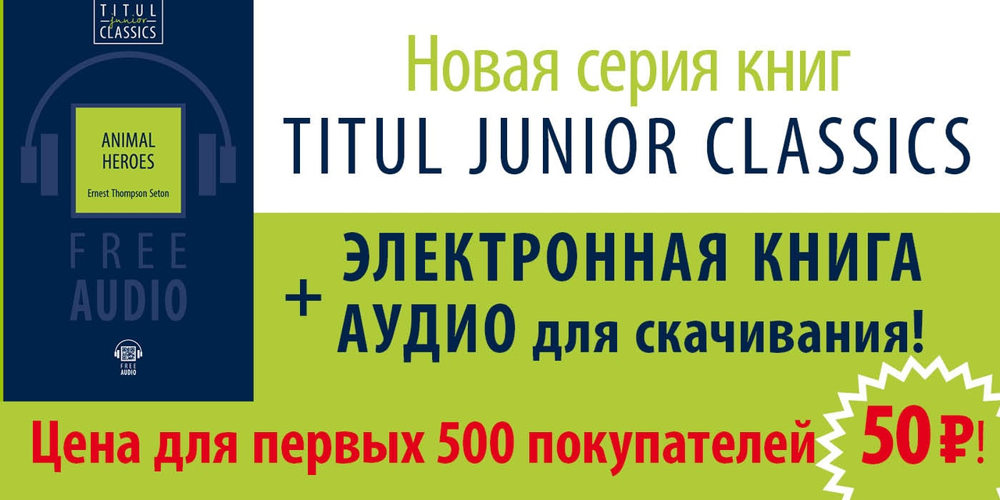 TITUL
junior
CLASSICS
ANIMAL
HEROES
Ernest Thompson Seton
FREE
AUDIO
FREE
AUDIO
Новая серия книг
TITUL JUNIOR CLASSICS
+ ЭЛЕКТРОННАЯ КНИГА
АУДИО для скачивания!
Цена для первых 500 покупателей 50 ₽!